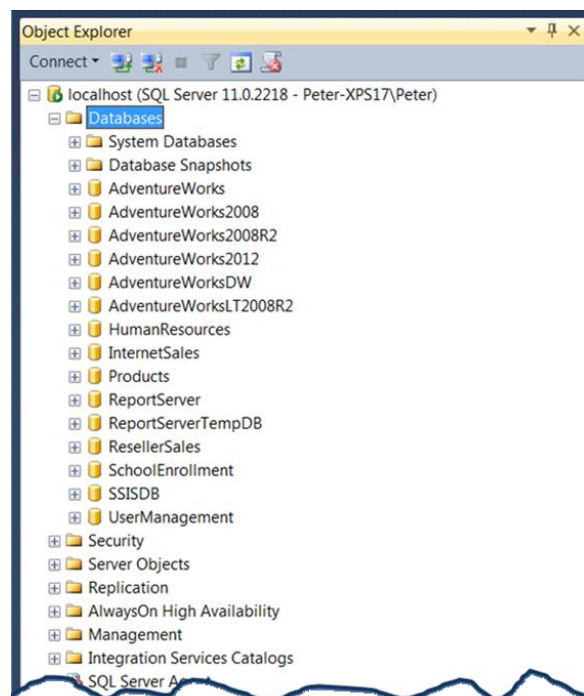 Object Explorer
Connect
localhost (SQL Server 11.0.2218 - Peter-XPS17\Peter)
Databases
System Databases
Database Snapshots
AdventureWorks
AdventureWorks2008
AdventureWorks2008R2
AdventureWorks2012
AdventureWorksDW
AdventureWorksLT2008R2
HumanResources
InternetSales
Products
ReportServer
ReportServerTempDB
ResellerSales
SchoolEnrollment
SSISDB
UserManagement
Security
Server Objects
Replication
AlwaysOn High Availability
Management
Integration Services Catalogs
SQL Server